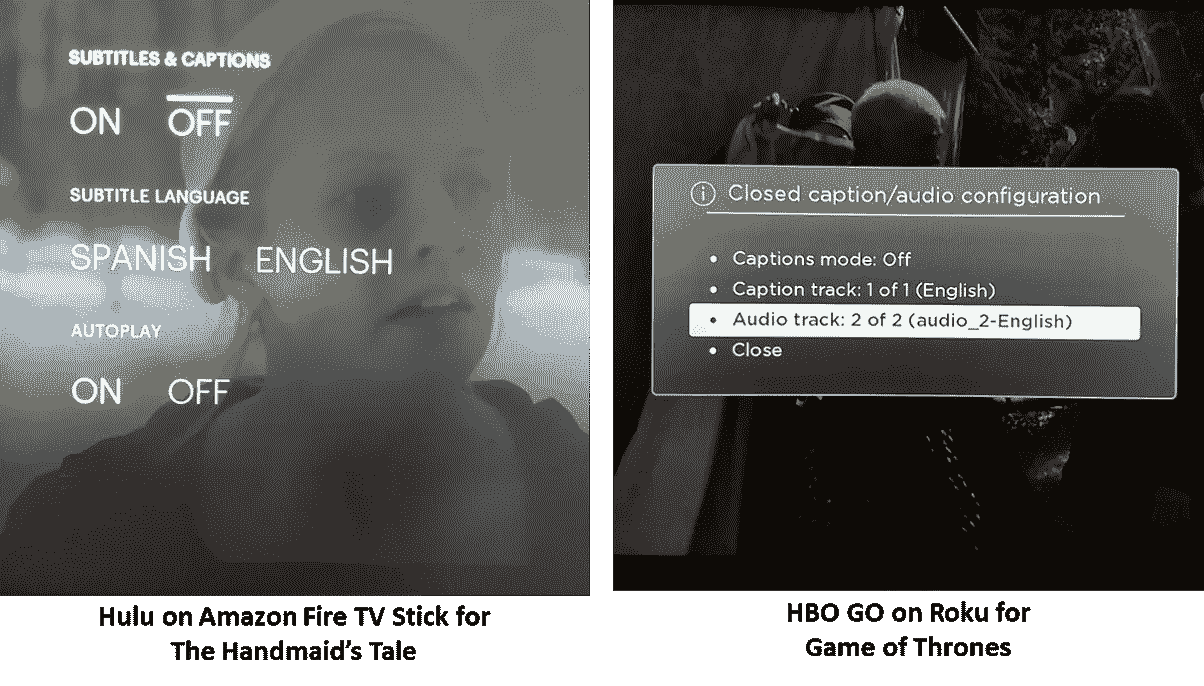 SUBTITLES & CAPTIONS
ON OFF
SUBTITLE LANGUAGE
SPANISH ENGLISH
AUTOPLAY
ON OFF
Hulu on Amazon Fire TV Stick for
The Handmaid’s Tale
Closed caption/audio configuration
• Captions mode: Off
• Caption track: 1 of 1 (English)
• Audio track: 2 of 2 (audio_2-English)
• Close
HBO GO on Roku for
Game of Thrones